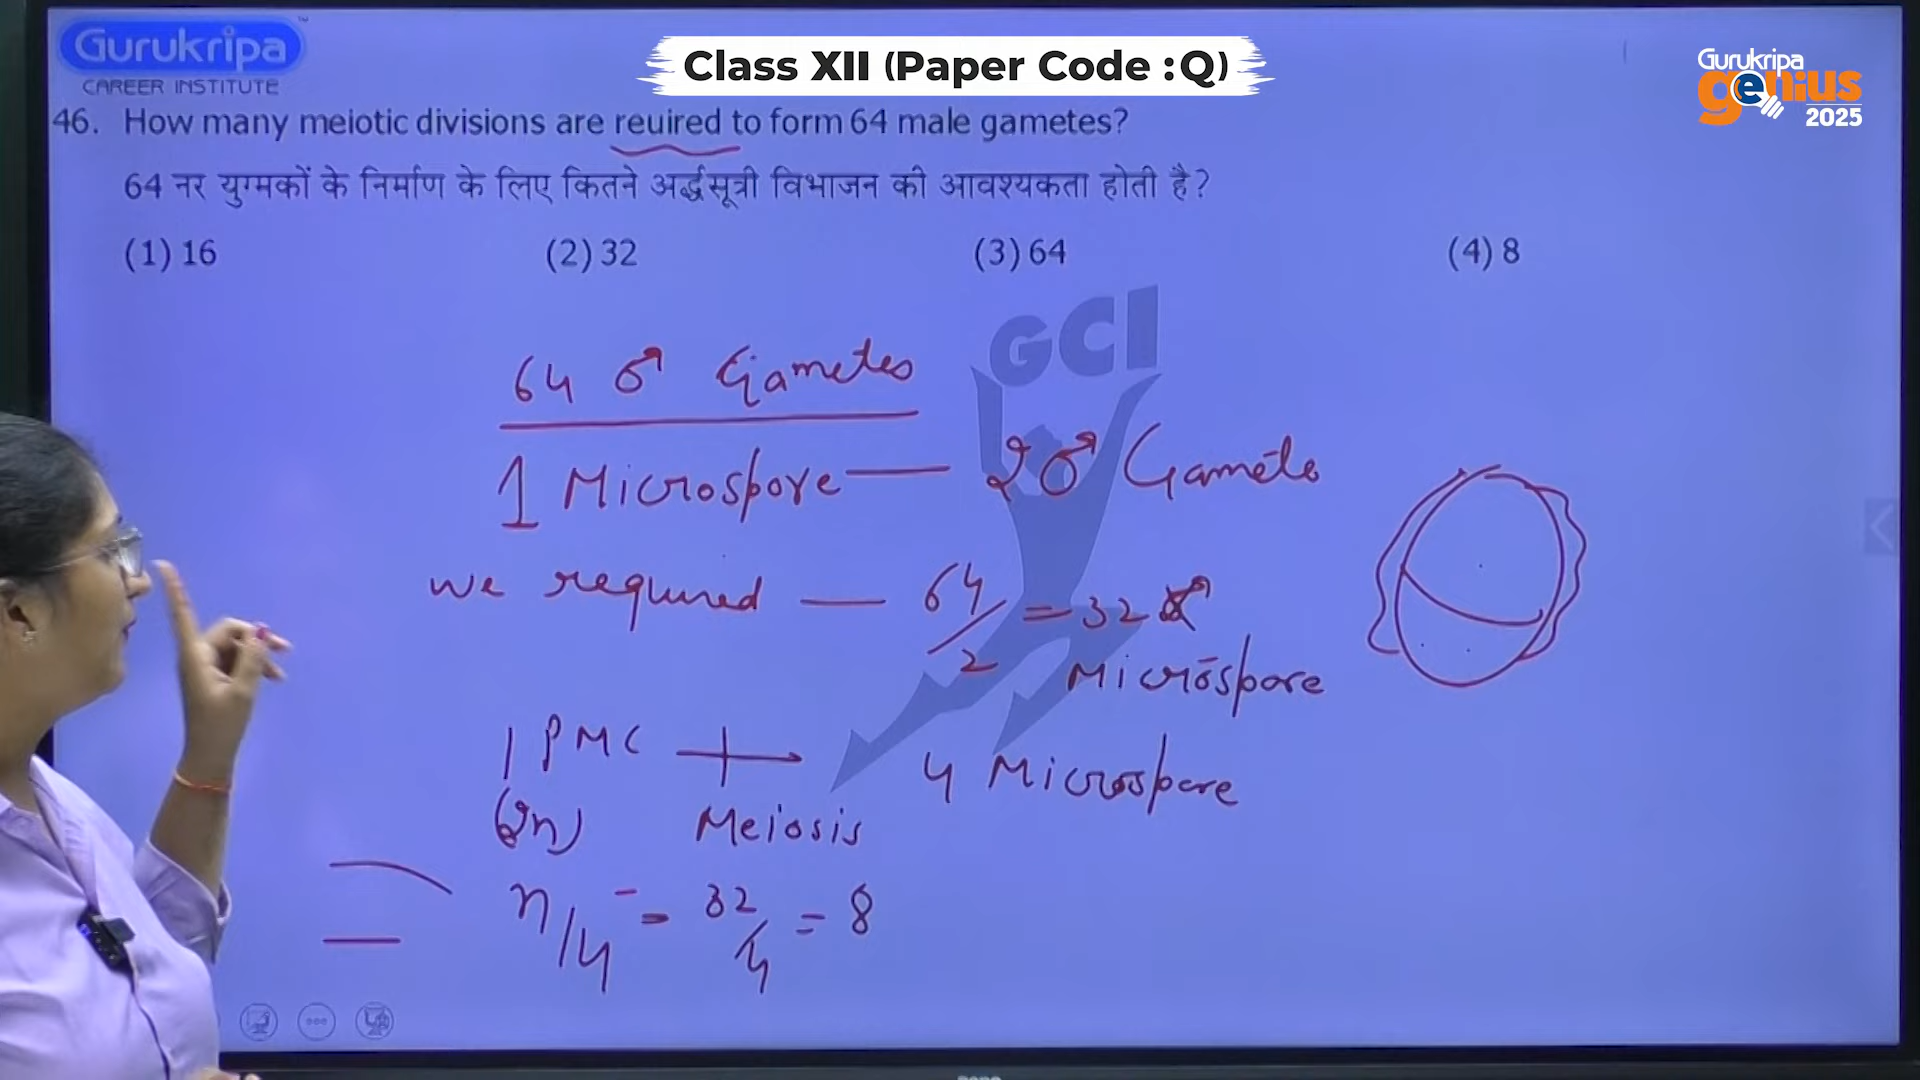 Gurukripa
CAREER INSTITUTE
™
Class XII (Paper Code :Q)
Gurukripa
genius
2025
46. How many meiotic divisions are reuired to form 64 male gametes?
64 नर युग्मकों के निर्माण के लिए कितने अर्द्धसूत्री विभाजन की आवश्यकता होती है?
(1) 16 (2) 32 (3) 64 (4) 8
GCI
64 ♂ Gametes
1 Microspore — 2♂ Gamete
we required — 64/2 = 32
Microspore
1 PMC → 4 Microspore
(2n) Meiosis
n/4 = 32/4 = 8